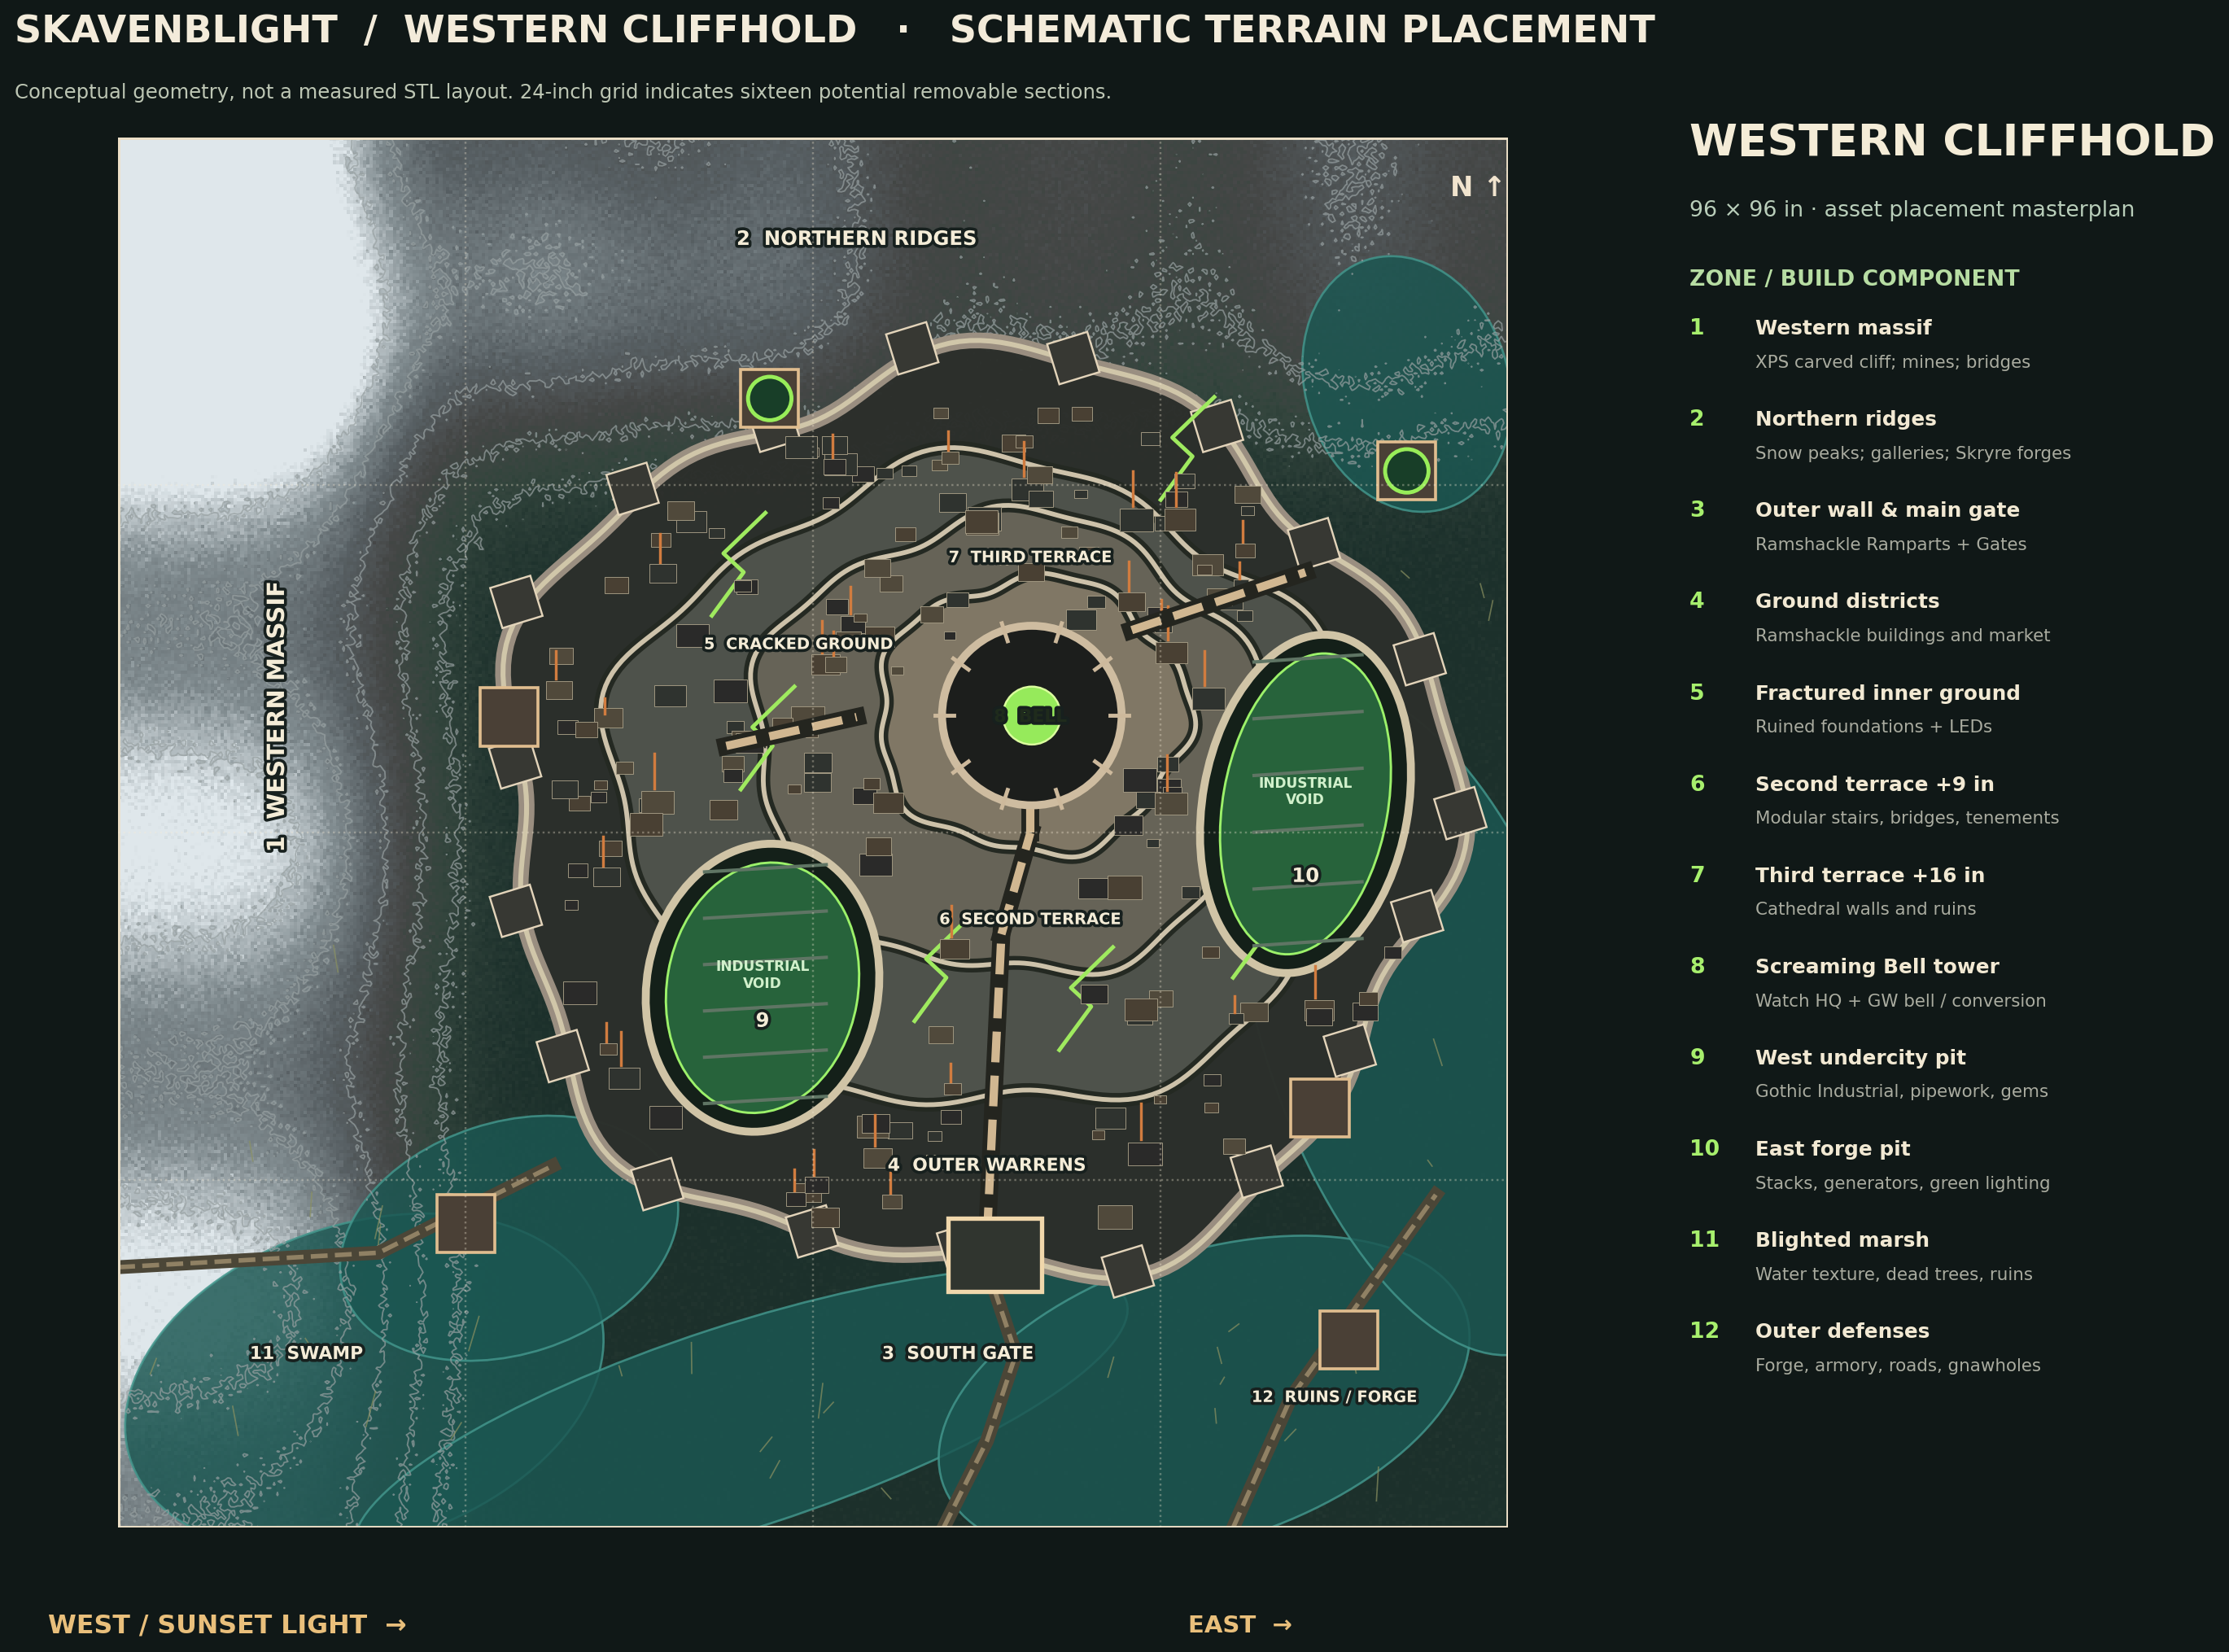 SKAVENBLIGHT / WESTERN CLIFFHOLD · SCHEMATIC TERRAIN PLACEMENT
Conceptual geometry, not a measured STL layout. 24-inch grid indicates sixteen potential removable sections.
N ↑
2 NORTHERN RIDGES
1 WESTERN MASSIF
7 THIRD TERRACE
5 CRACKED GROUND
8 BELL
INDUSTRIAL
VOID
10
6 SECOND TERRACE
INDUSTRIAL
VOID
9
4 OUTER WARRENS
11 SWAMP
3 SOUTH GATE
12 RUINS / FORGE
WEST / SUNSET LIGHT →
EAST →
WESTERN CLIFFHOLD
96 × 96 in · asset placement masterplan
ZONE / BUILD COMPONENT
1 Western massif
XPS carved cliff; mines; bridges
2 Northern ridges
Snow peaks; galleries; Skryre forges
3 Outer wall & main gate
Ramshackle Ramparts + Gates
4 Ground districts
Ramshackle buildings and market
5 Fractured inner ground
Ruined foundations + LEDs
6 Second terrace +9 in
Modular stairs, bridges, tenements
7 Third terrace +16 in
Cathedral walls and ruins
8 Screaming Bell tower
Watch HQ + GW bell / conversion
9 West undercity pit
Gothic Industrial, pipework, gems
10 East forge pit
Stacks, generators, green lighting
11 Blighted marsh
Water texture, dead trees, ruins
12 Outer defenses
Forge, armory, roads, gnawholes